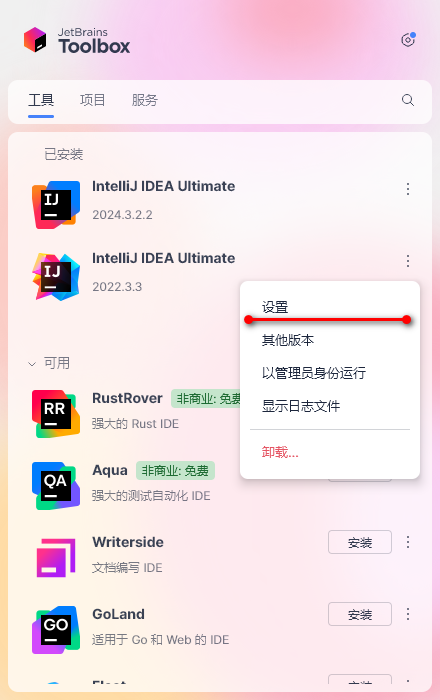 JetBrains
Toolbox
工具 项目 服务
已安装
IJ
IntelliJ IDEA Ultimate
2024.3.2.2
IJ
IntelliJ IDEA Ultimate
2022.3.3
设置
其他版本
以管理员身份运行
显示日志文件
卸载...
可用
RR
RustRover 非商业: 免费
强大的 Rust IDE
QA
Aqua 非商业: 免费
强大的测试自动化 IDE
Writerside
安装
文档编写 IDE
GO
GoLand
安装
适用于 Go 和 Web 的 IDE